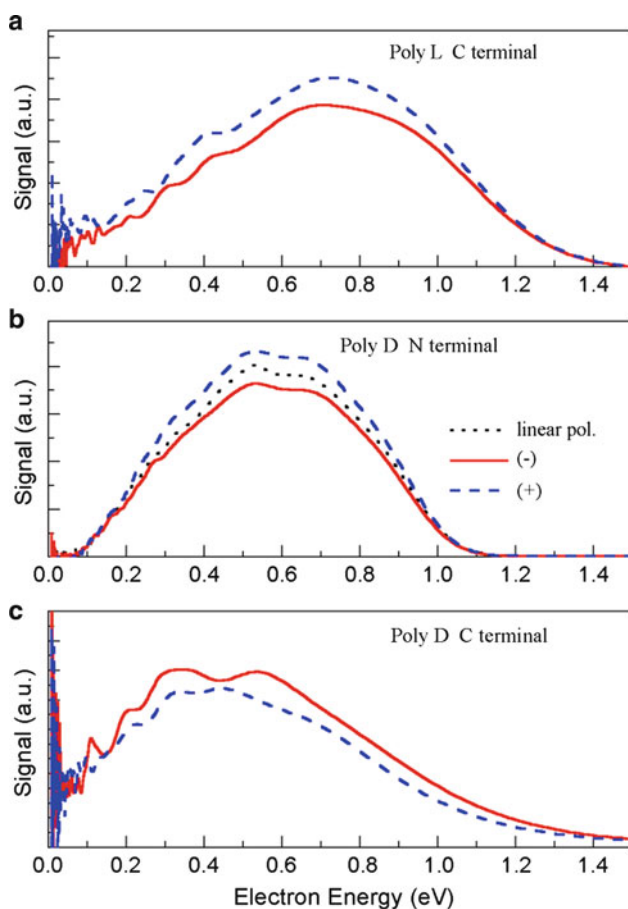 a
Poly L C terminal
Signal (a.u.)
0.0 0.2 0.4 0.6 0.8 1.0 1.2 1.4
b
Poly D N terminal
Signal (a.u.)
linear pol.
(-)
(+)
0.0 0.2 0.4 0.6 0.8 1.0 1.2 1.4
c
Poly D C terminal
Signal (a.u.)
0.0 0.2 0.4 0.6 0.8 1.0 1.2 1.4
Electron Energy (eV)